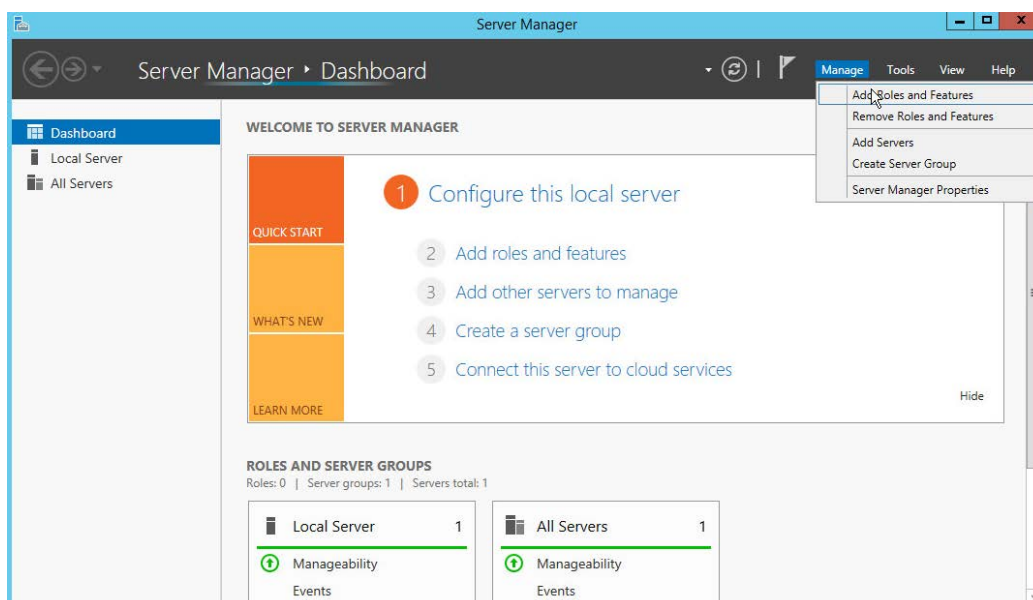 Server Manager
Server Manager ‣ Dashboard
Manage Tools View Help
Add Roles and Features
Remove Roles and Features
Add Servers
Create Server Group
Server Manager Properties
Dashboard
Local Server
All Servers
WELCOME TO SERVER MANAGER
QUICK START
WHAT'S NEW
LEARN MORE
1 Configure this local server
2 Add roles and features
3 Add other servers to manage
4 Create a server group
5 Connect this server to cloud services
Hide
ROLES AND SERVER GROUPS
Roles: 0 | Server groups: 1 | Servers total: 1
Local Server 1
Manageability
Events
All Servers 1
Manageability
Events